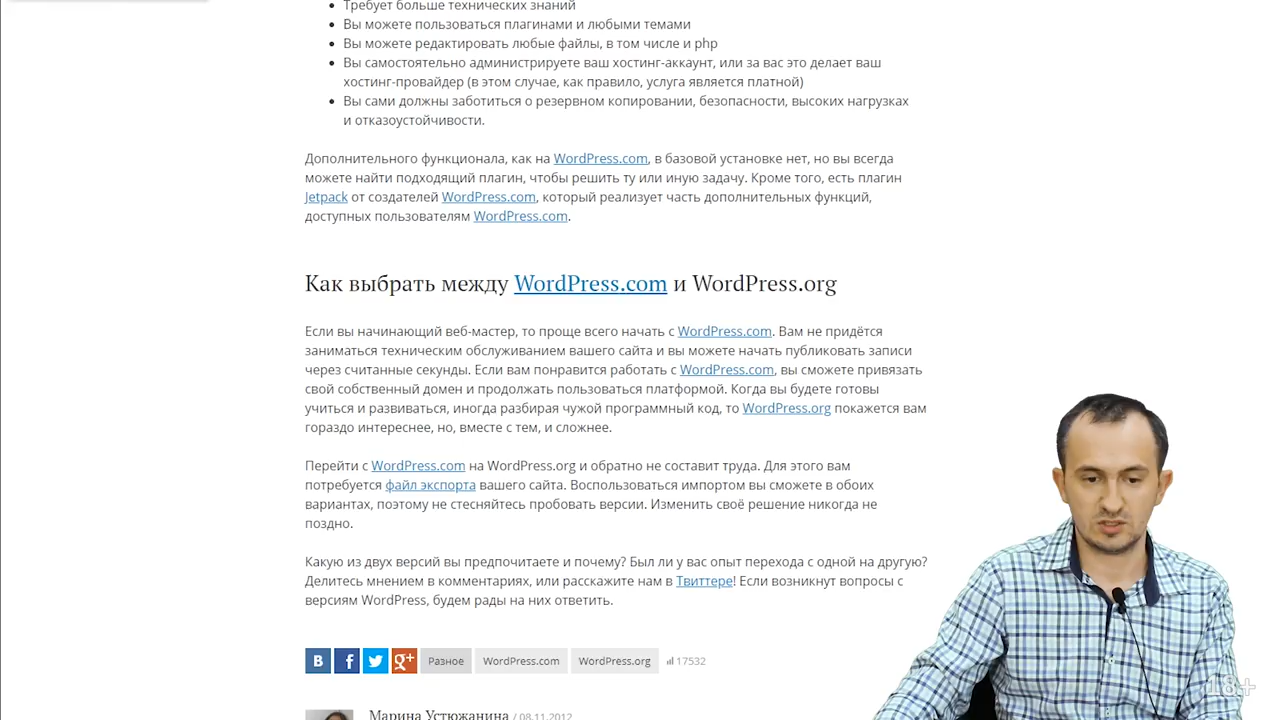 Требует больше технических знаний
Вы можете пользоваться плагинами и любыми темами
Вы можете редактировать любые файлы, в том числе и php
Вы самостоятельно администрируете ваш хостинг-аккаунт, или за вас это делает ваш
хостинг-провайдер (в этом случае, как правило, услуга является платной)
Вы сами должны заботиться о резервном копировании, безопасности, высоких нагрузках
и отказоустойчивости.
Дополнительного функционала, как на WordPress.com, в базовой установке нет, но вы всегда
можете найти подходящий плагин, чтобы решить ту или иную задачу. Кроме того, есть плагин
Jetpack от создателей WordPress.com, который реализует часть дополнительных функций,
доступных пользователям WordPress.com.
Как выбрать между WordPress.com и WordPress.org
Если вы начинающий веб-мастер, то проще всего начать с WordPress.com. Вам не придётся
заниматься техническим обслуживанием вашего сайта и вы можете начать публиковать записи
через считанные секунды. Если вам понравится работать с WordPress.com, вы сможете привязать
свой собственный домен и продолжать пользоваться платформой. Когда вы будете готовы
учиться и развиваться, иногда разбирая чужой программный код, то WordPress.org покажется вам
гораздо интереснее, но, вместе с тем, и сложнее.
Перейти с WordPress.com на WordPress.org и обратно не составит труда. Для этого вам
потребуется файл экспорта вашего сайта. Воспользоваться импортом вы сможете в обоих
вариантах, поэтому не стесняйтесь пробовать версии. Изменить своё решение никогда не
поздно.
Какую из двух версий вы предпочитаете и почему? Был ли у вас опыт перехода с одной на другую?
Делитесь мнением в комментариях, или расскажите нам в Твиттере! Если возникнут вопросы с
версиям WordPress, будем рады на них ответить.
В f g+ Разное WordPress.com WordPress.org 17532
Марина Устюжанина / 08.11.2012
18+